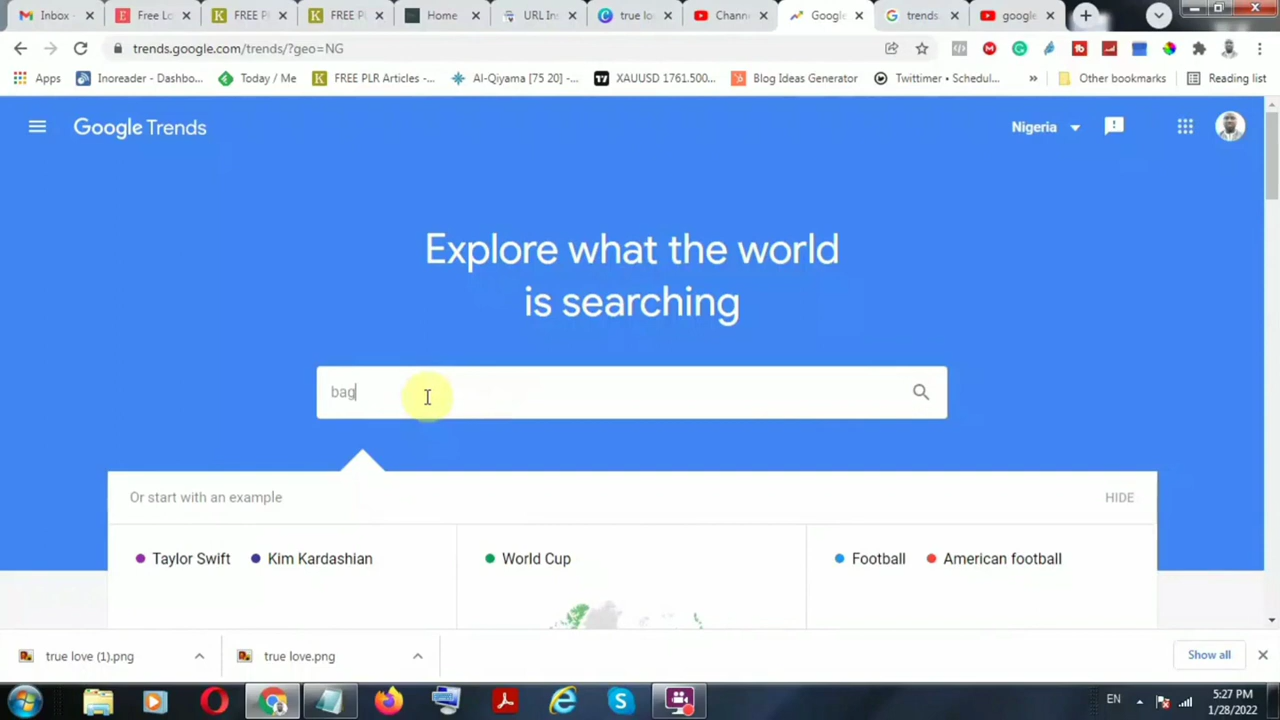 Inbox -
Free Lo
FREE P
FREE P
Home
URL In
true lo
Chann
Google
trends
google
trends.google.com/trends/?geo=NG
Apps
Inoreader - Dashbo...
Today / Me
FREE PLR Articles -...
Al-Qiyama [75 20] -...
XAUUSD 1761.500...
Blog Ideas Generator
Twittimer • Schedul...
»
Other bookmarks
Reading list
Google Trends
Nigeria
Explore what the world
is searching
bag
Or start with an example
HIDE
Taylor Swift
Kim Kardashian
World Cup
Football
American football
true love (1).png
true love.png
Show all
EN
5:27 PM
1/28/2022